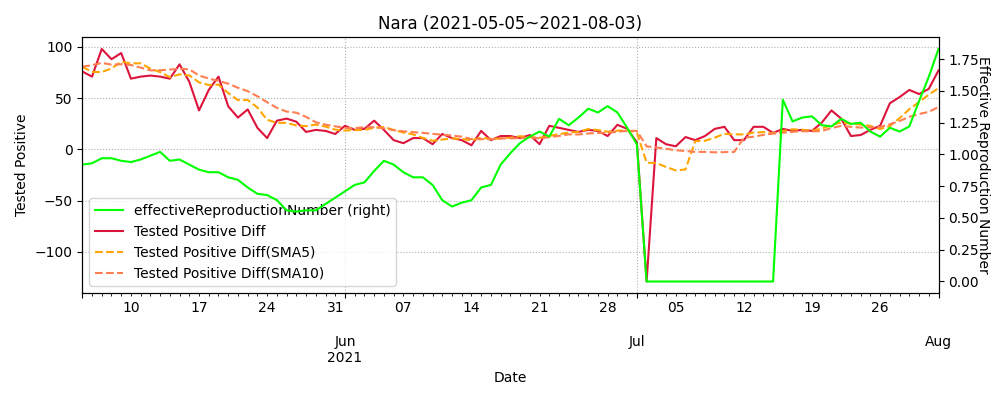 Nara (2021-05-05~2021-08-03)
100
50
0
−50
−100
Tested Positive
1.75
1.50
1.25
1.00
0.75
0.50
0.25
0.00
Effective Reproduction Number
effectiveReproductionNumber (right)
Tested Positive Diff
Tested Positive Diff(SMA5)
Tested Positive Diff(SMA10)
10 17 24 31 07 14 21 28 05 12 19 26
Jun Jul Aug
2021
Date